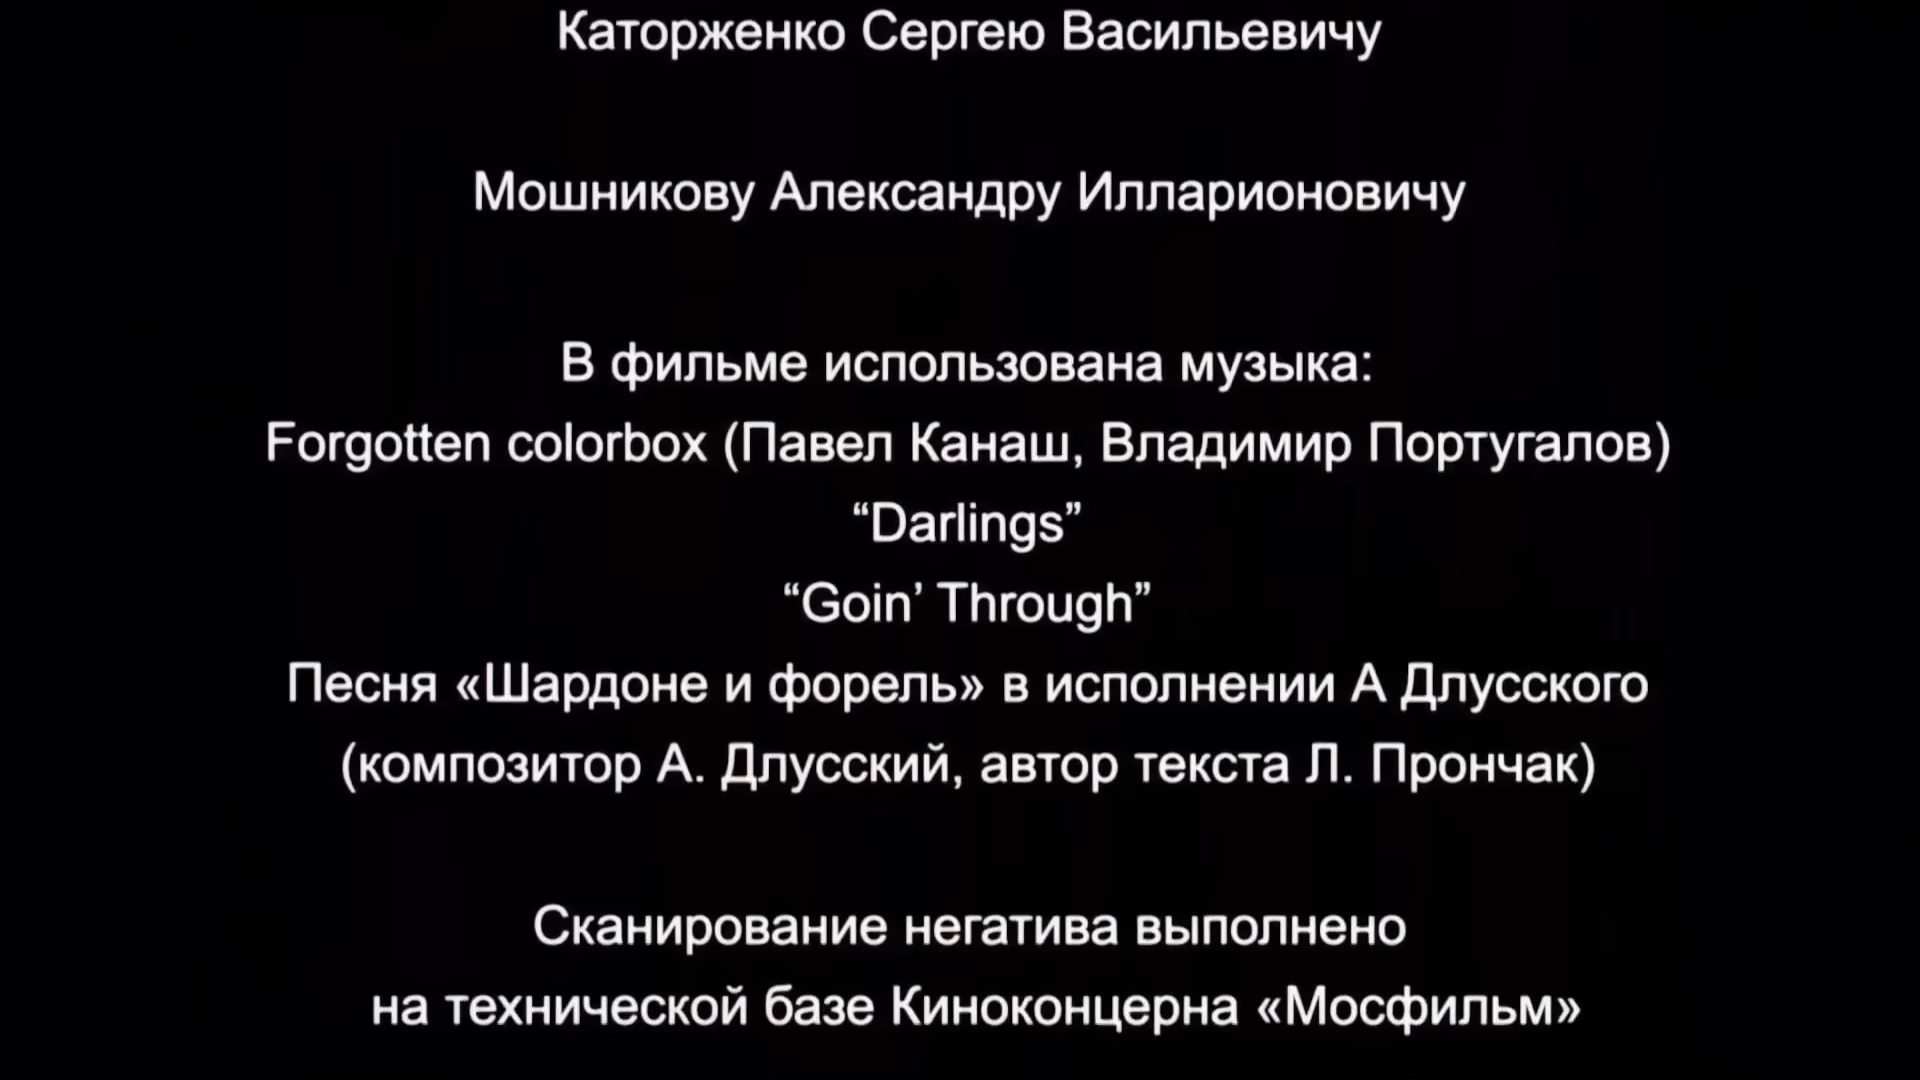 Каторженко Сергею Васильевичу
Мошникову Александру Илларионовичу
В фильме использована музыка:
Forgotten colorbox (Павел Канаш, Владимир Португалов)
“Darlings”
“Goin’ Through”
Песня «Шардоне и форель» в исполнении А Длусского
(композитор А. Длусский, автор текста Л. Прончак)
Сканирование негатива выполнено
на технической базе Киноконцерна «Мосфильм»